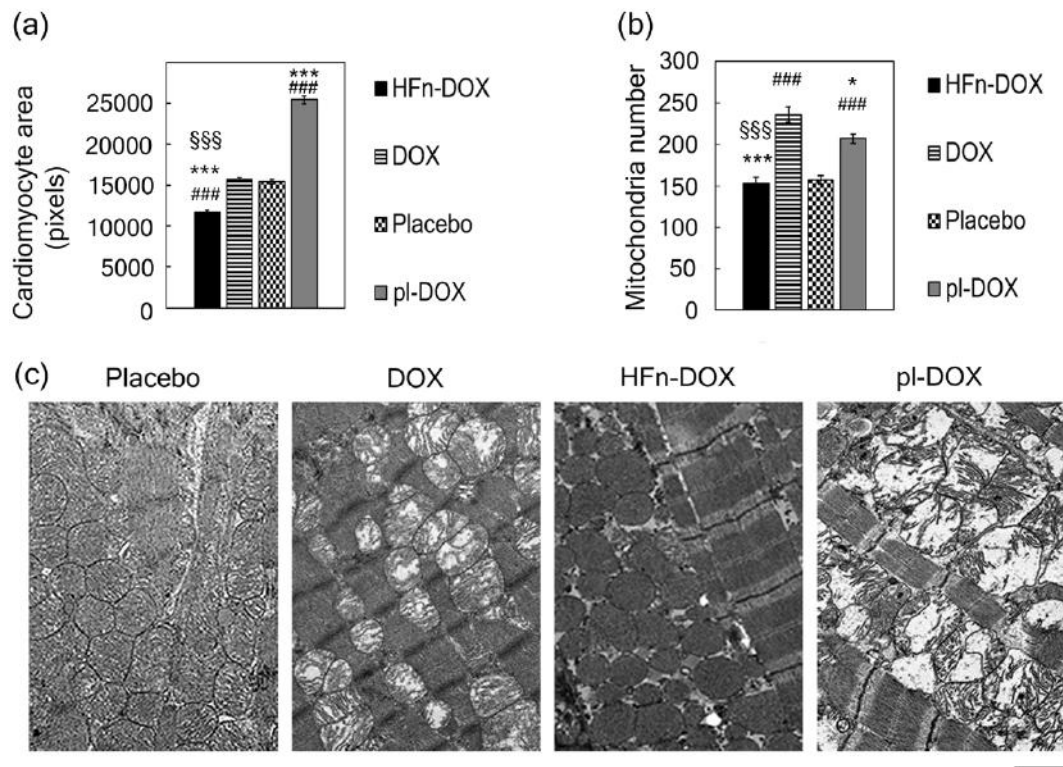 (a)
Cardiomyocyte area
(pixels)
25000
20000
15000
10000
5000
0
§§§
***
###
***
###
HFn-DOX
DOX
Placebo
pl-DOX
(b)
Mitochondria number
300
250
200
150
100
50
0
§§§
***
###
*
###
HFn-DOX
DOX
Placebo
pl-DOX
(c)
Placebo
DOX
HFn-DOX
pl-DOX